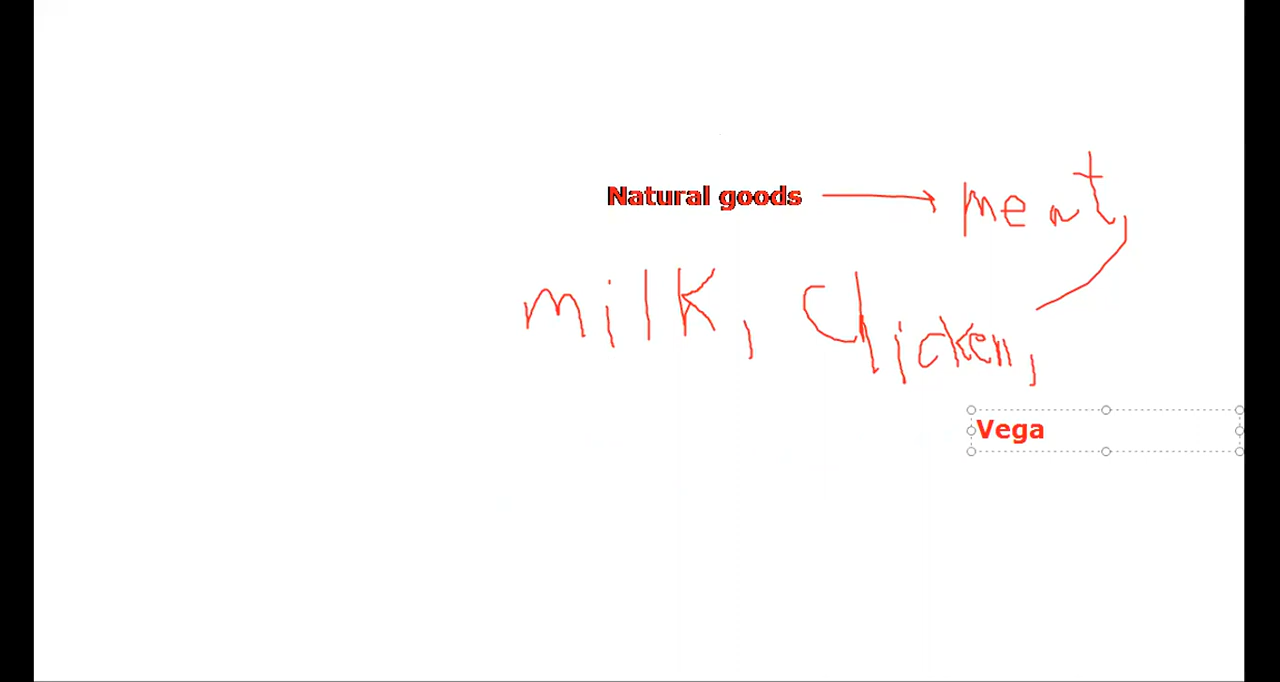 Natural goods → meat,
milk, chicken,
Vega